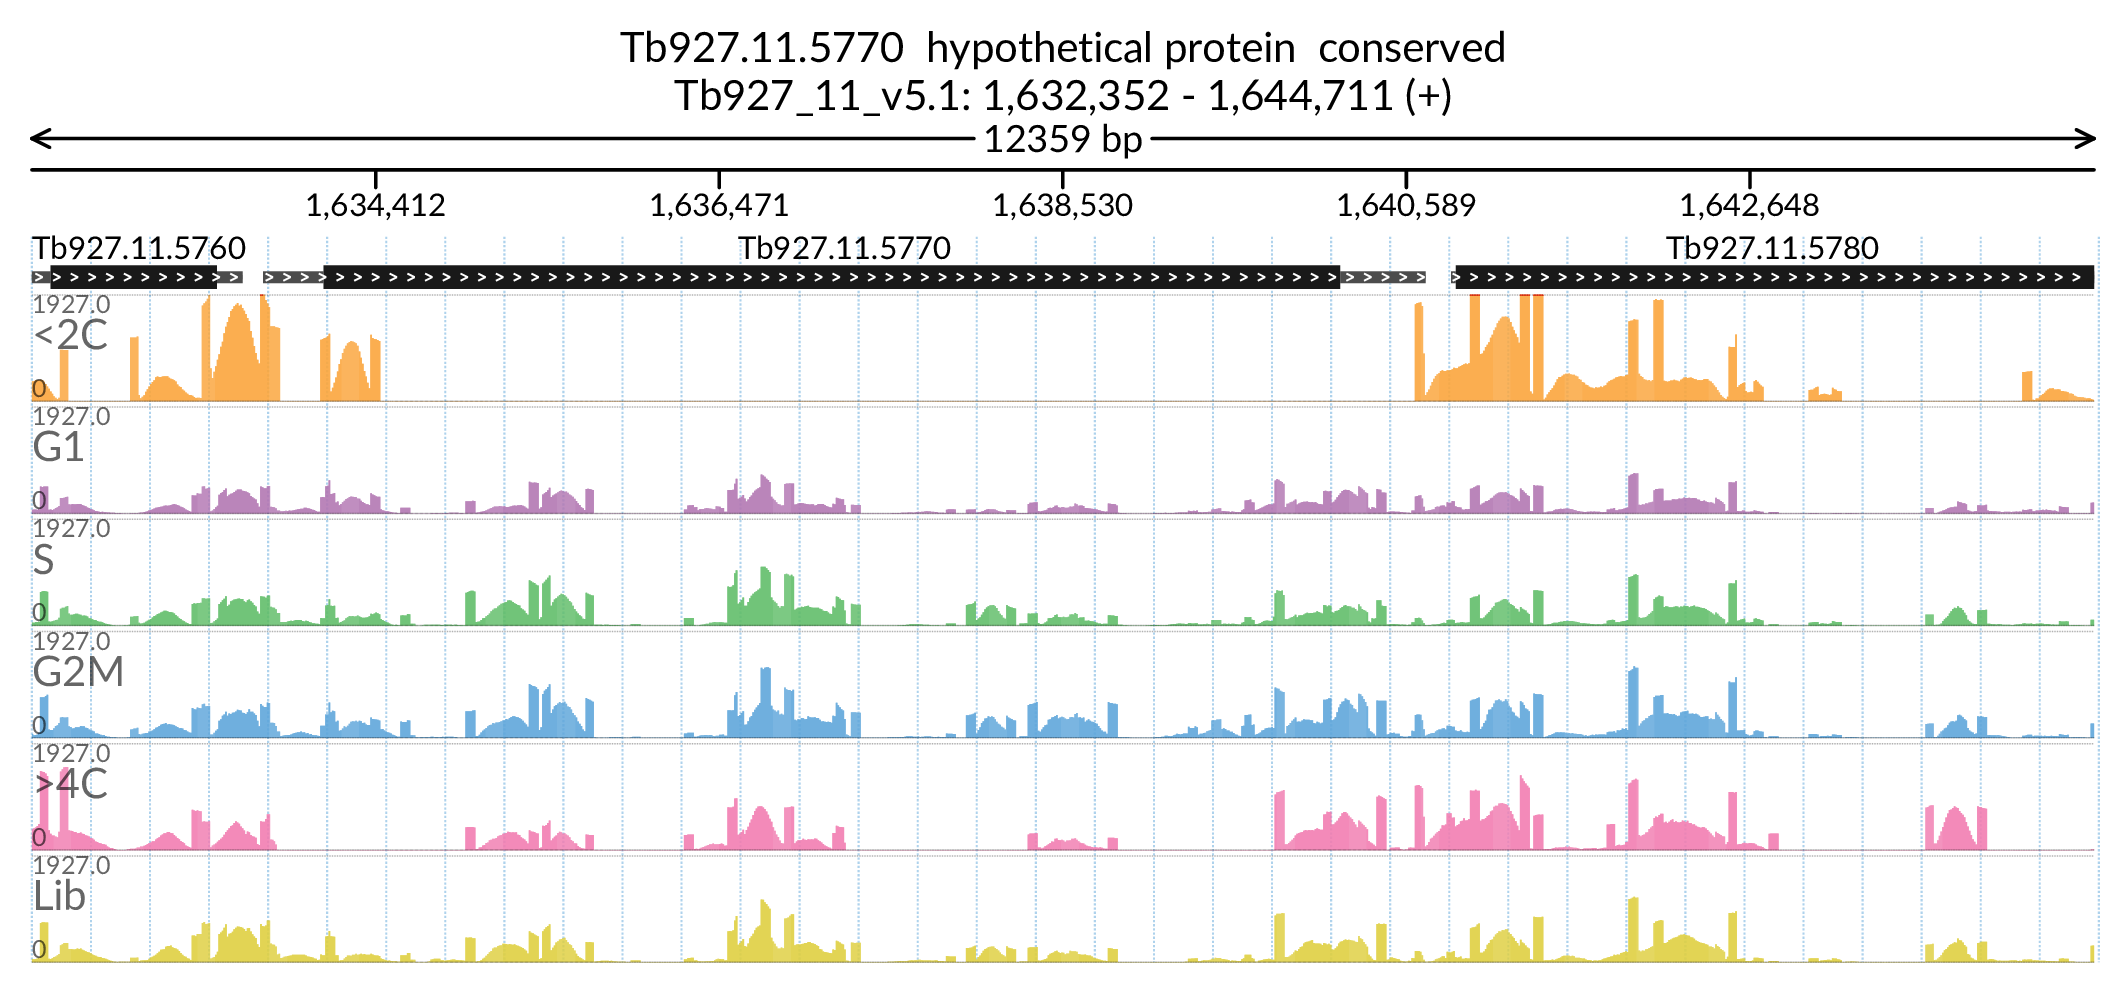 Tb927.11.5770  hypothetical protein  conserved
Tb927_11_v5.1: 1,632,352 - 1,644,711 (+)
12359 bp
1,634,412 1,636,471 1,638,530 1,640,589 1,642,648
Tb927.11.5760 Tb927.11.5770 Tb927.11.5780
1927.0
<2C
0
1927.0
G1
0
1927.0
S
0
1927.0
G2M
0
1927.0
>4C
0
1927.0
Lib
0